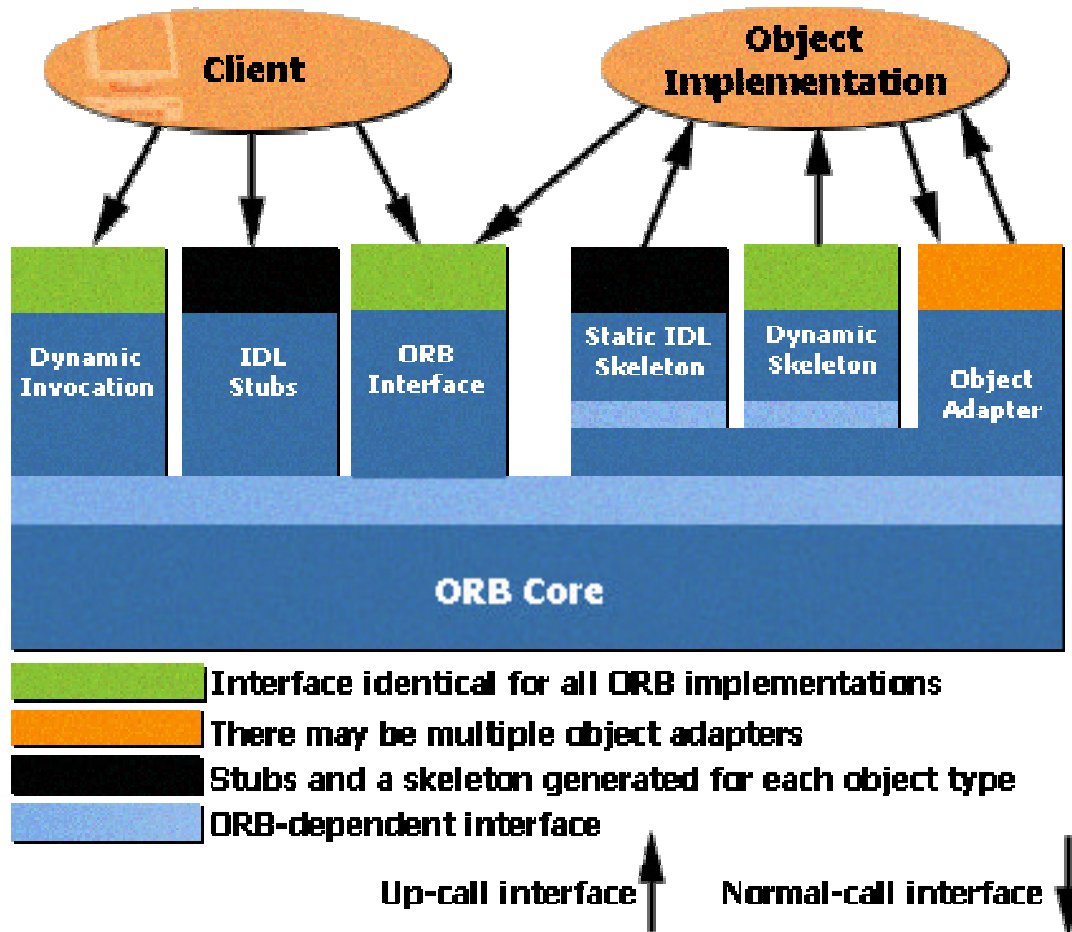 Client
Object
Implementation
Dynamic
Invocation
IDL
Stubs
ORB
Interface
Static IDL
Skeleton
Dynamic
Skeleton
Object
Adapter
ORB Core
Interface identical for all ORB implementations
There may be multiple object adapters
Stubs and a skeleton generated for each object type
ORB-dependent interface
Up-call interface
Normal-call interface